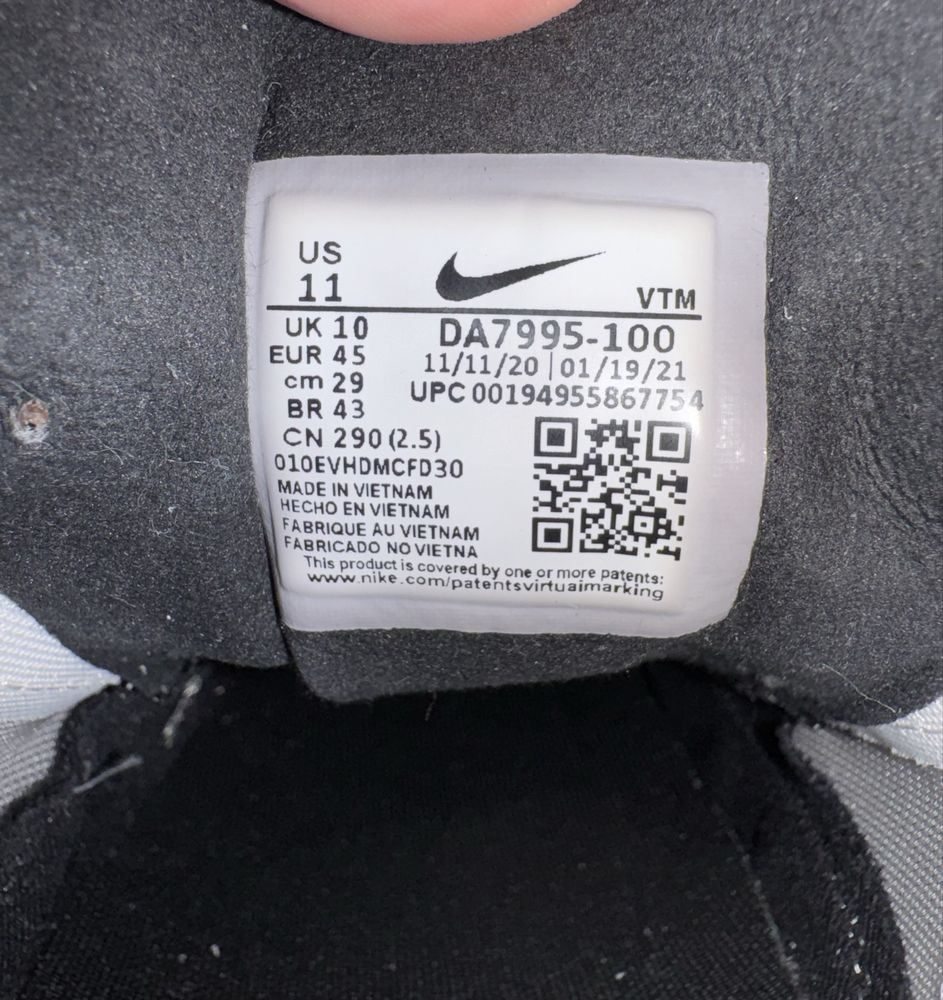 US
11
VTM
UK 10
EUR 45
cm 29
BR 43
CN 290 (2.5)
010EVHDMCFD30
MADE IN VIETNAM
HECHO EN VIETNAM
FABRIQUE AU VIETNAM
FABRICADO NO VIETNA
DA7995-100
11/11/20 | 01/19/21
UPC 00194955867754
This product is covered by one or more patents:
www.nike.com/patentsvirtuaimarking